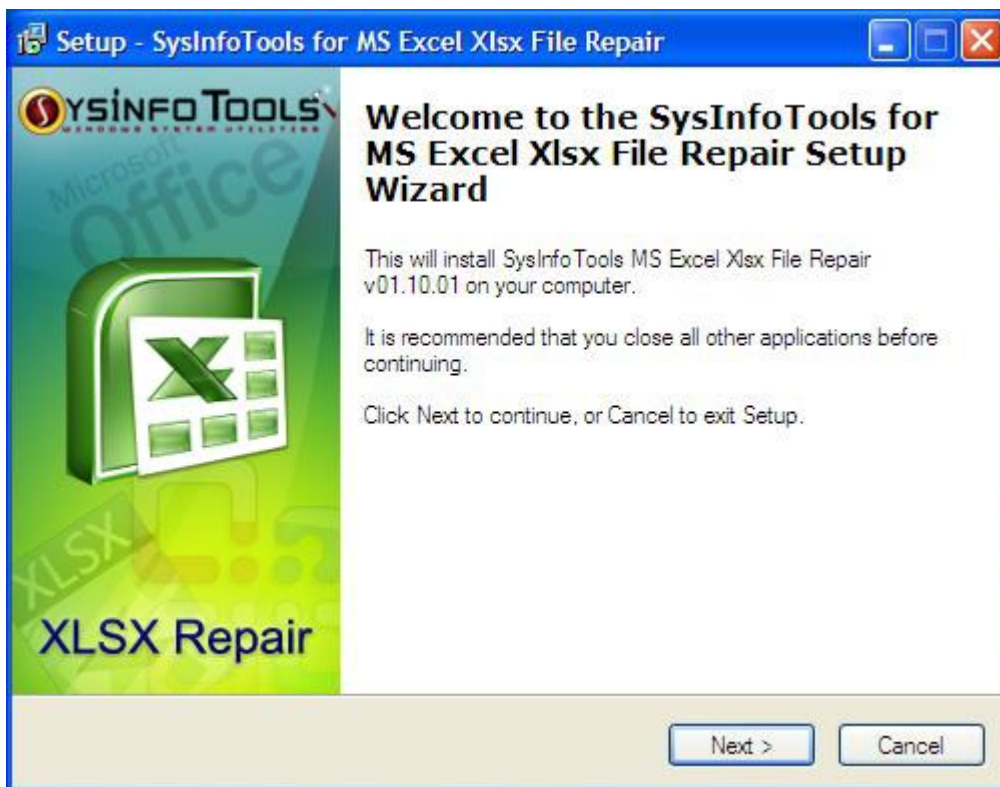 Setup - SysInfoTools for MS Excel Xlsx File Repair
SYSINFO TOOLS
WINDOWS SYSTEM UTILITIES
Microsoft
Office
XLSX
XLSX Repair
Welcome to the SysInfoTools for
MS Excel Xlsx File Repair Setup
Wizard
This will install SysInfoTools MS Excel Xlsx File Repair
v01.10.01 on your computer.
It is recommended that you close all other applications before
continuing.
Click Next to continue, or Cancel to exit Setup.
Next >
Cancel